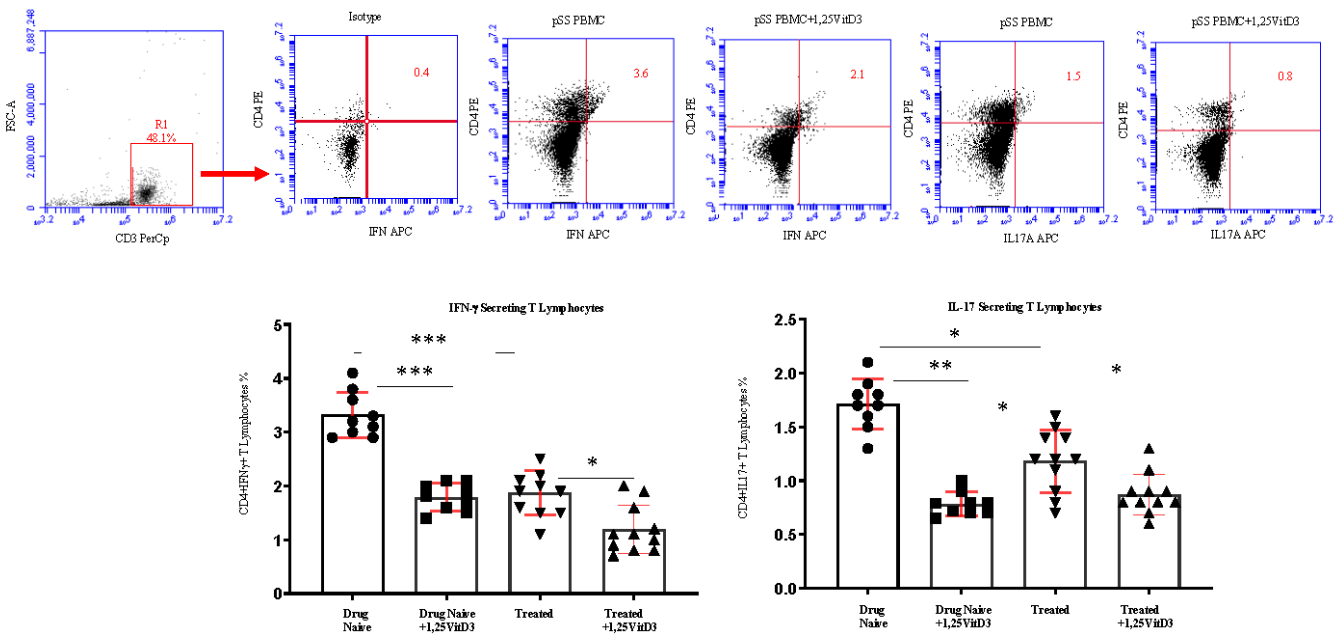 Isotype
pSS PBMC
pSS PBMC+1,25VitD3
pSS PBMC
pSS PBMC+1,25VitD3
FSC-A
6,887,248
4,000,000
2,000,000
0
R1
48.1%
CD3 PerCp
CD4 PE
0.4
IFN APC
CD4 PE
3.6
IFN APC
CD4 PE
2.1
IFN APC
CD4 PE
1.5
IL17A APC
CD4 PE
0.8
IL17A APC
IFN-γ Secreting T Lymphocytes
CD4+IFNγ+ T Lymphocytes %
5
4
3
2
1
0
***
***
*
Drug
Naive
Drug Naive
+1,25VitD3
Treated
Treated
+1,25VitD3
IL-17 Secreting T Lymphocytes
CD4+IL17+ T Lymphocytes %
2.5
2.0
1.5
1.0
0.5
0.0
*
**
*
*
Drug
Naive
Drug Naive
+1,25VitD3
Treated
Treated
+1,25VitD3